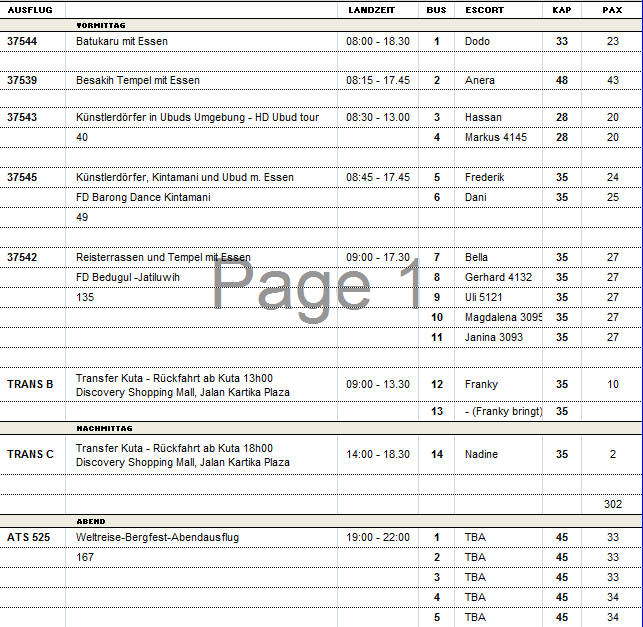 AUSFLUG LANDZEIT BUS ESCORT KAP PAX
VORMITTAG
37544 Batukaru mit Essen 08:00 - 18.30 1 Dodo 33 23
37539 Besakih Tempel mit Essen 08:15 - 17.45 2 Anera 48 43
37543 Künstlerdörfer in Ubuds Umgebung - HD Ubud tour 08:30 - 13.00 3 Hassan 28 20
40 4 Markus 4145 28 20
37545 Künstlerdörfer, Kintamani und Ubud m. Essen 08:45 - 17.45 5 Frederik 35 24
FD Barong Dance Kintamani 6 Dani 35 25
49
37542 Reisterrassen und Tempel mit Essen 09:00 - 17.30 7 Bella 35 27
FD Bedugul -Jatiluwih 8 Gerhard 4132 35 27
135 9 Uli 5121 35 27
Page 1
10 Magdalena 3095 35 27
11 Janina 3093 35 27
TRANS B Transfer Kuta - Rückfahrt ab Kuta 13h00 09:00 - 13.30 12 Franky 35 10
Discovery Shopping Mall, Jalan Kartika Plaza
13 - (Franky bringt) 35
NACHMITTAG
TRANS C Transfer Kuta - Rückfahrt ab Kuta 18h00 14:00 - 18.30 14 Nadine 35 2
Discovery Shopping Mall, Jalan Kartika Plaza
302
ABEND
ATS 525 Weltreise-Bergfest-Abendausflug 19:00 - 22:00 1 TBA 45 33
167 2 TBA 45 33
3 TBA 45 33
4 TBA 45 34
5 TBA 45 34